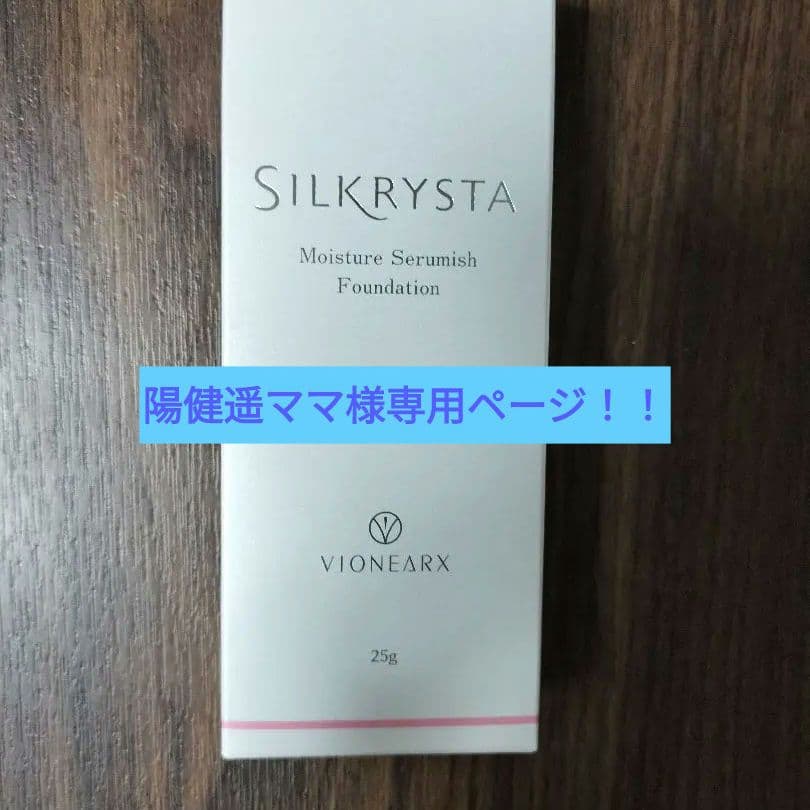 SILKRYSTA
Moisture Serumish
Foundation
陽健遥ママ様専用ページ！！
VIONEARX
25g